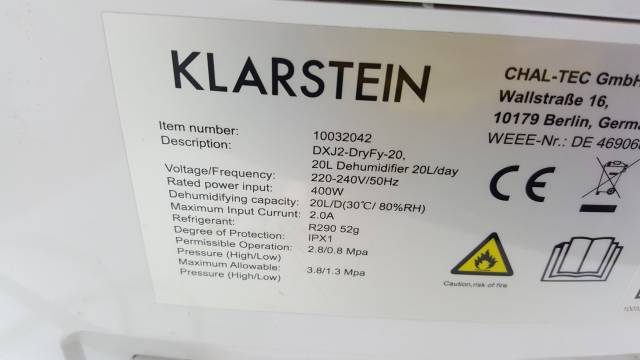 KLARSTEIN
CHAL-TEC GmbH
Wallstraße 16,
10179 Berlin, Germa
WEEE-Nr.: DE 46906
Item number: 10032042
Description: DXJ2-DryFy-20,
20L Dehumidifier 20L/day
Voltage/Frequency: 220-240V/50Hz
Rated power input: 400W
Dehumidifying capacity: 20L/D(30℃/ 80%RH)
Maximum Input Currunt: 2.0A
Refrigerant: R290 52g
Degree of Protection: IPX1
Permissible Operation: 2.8/0.8 Mpa
Pressure (High/Low)
Maximum Allowable: 3.8/1.3 Mpa
Pressure (High/Low)
CE
Caution,risk of fire